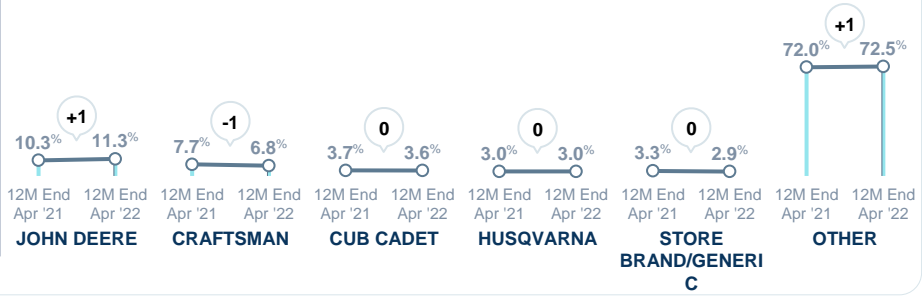 +1
72.0% 72.5%
+1
10.3% 11.3%
-1
7.7% 6.8%
0
3.7% 3.6%
0
3.0% 3.0%
0
3.3% 2.9%
12M End 12M End 12M End 12M End 12M End 12M End 12M End 12M End 12M End 12M End 12M End 12M End
Apr '21 Apr '22 Apr '21 Apr '22 Apr '21 Apr '22 Apr '21 Apr '22 Apr '21 Apr '22 Apr '21 Apr '22
JOHN DEERE CRAFTSMAN CUB CADET HUSQVARNA STORE OTHER
BRAND/GENERI
C